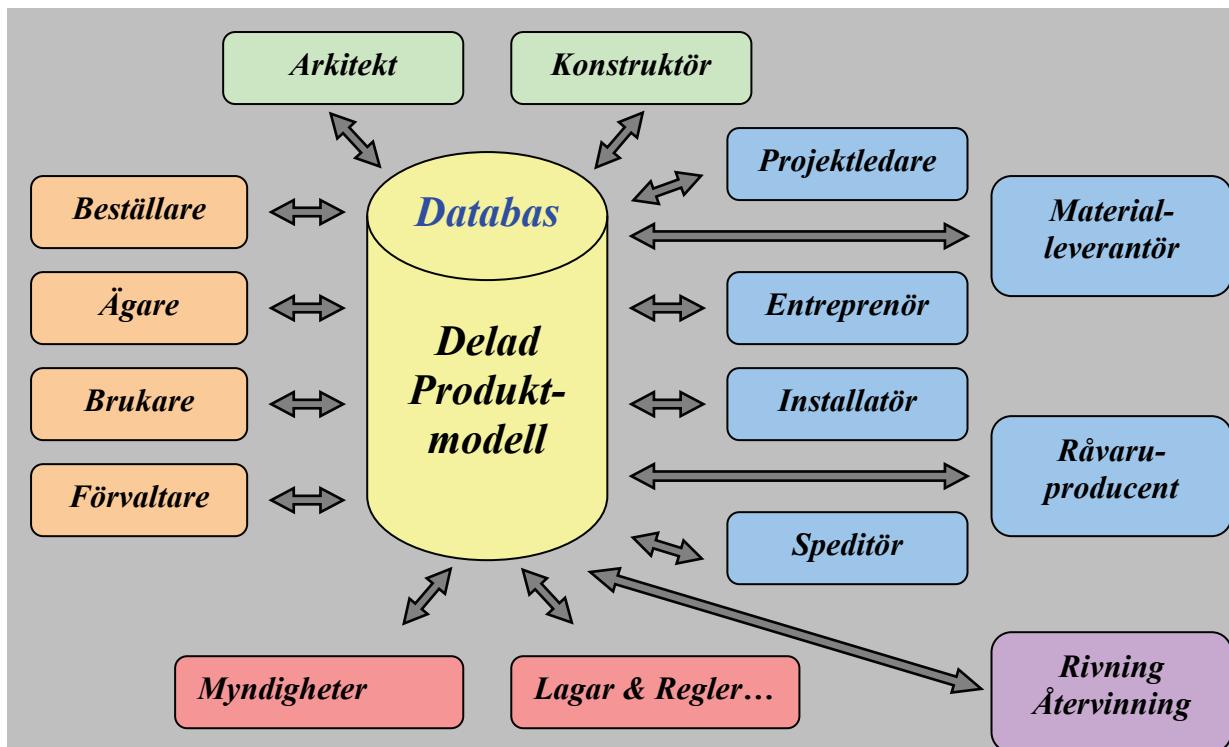 Arkitekt
Konstruktör
Projektledare
Beställare
Databas
Material-
leverantör
Ägare
Entreprenör
Delad
Produkt-
modell
Brukare
Installatör
Förvaltare
Råvaru-
producent
Speditör
Myndigheter
Lagar & Regler…
Rivning
Återvinning